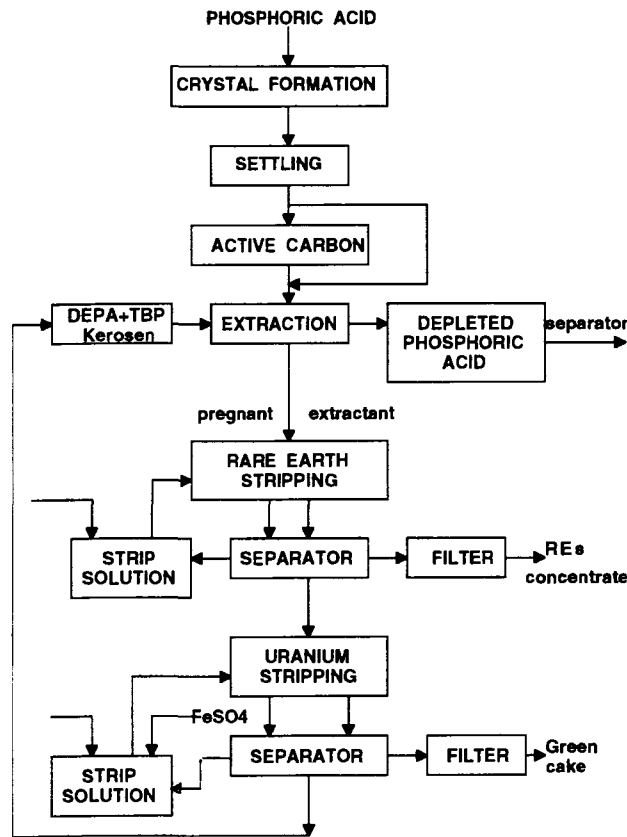 PHOSPHORIC ACID
CRYSTAL FORMATION
SETTLING
ACTIVE CARBON
DEPA+TBP
Kerosen
EXTRACTION
DEPLETED
PHOSPHORIC
ACID
separator
pregnant extractant
RARE EARTH
STRIPPING
STRIP
SOLUTION
SEPARATOR
FILTER
REs
concentrate
URANIUM
STRIPPING
FeSO4
STRIP
SOLUTION
SEPARATOR
FILTER
Green
cake